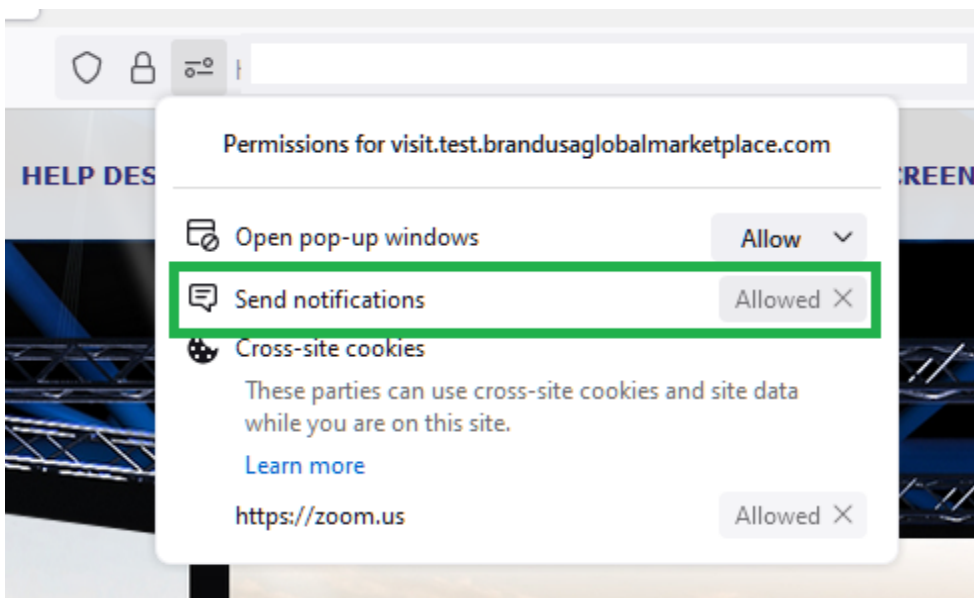 Permissions for visit.test.brandusaglobalmarketplace.com
HELP DES
CREEN
Open pop-up windows Allow
Send notifications Allowed
Cross-site cookies
These parties can use cross-site cookies and site data
while you are on this site.
Learn more
https://zoom.us Allowed